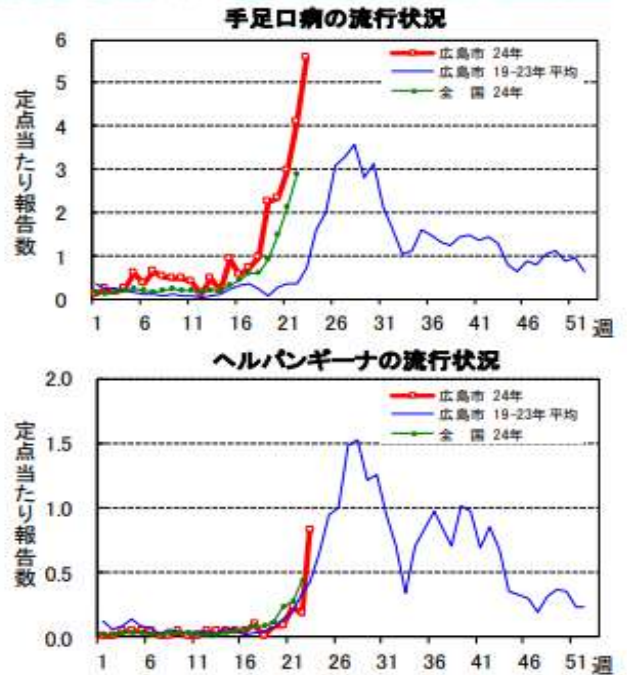 手足口病の流行状況
6
5
4
3
2
1
0
定点当たり報告数
広島市 24年
広島市 19-23年平均
全　国 24年
1 6 11 16 21 26 31 36 41 46 51 週
ヘルパンギーナの流行状況
2.0
1.5
1.0
0.5
0.0
定点当たり報告数
広島市 24年
広島市 19-23年平均
全　国 24年
1 6 11 16 21 26 31 36 41 46 51 週